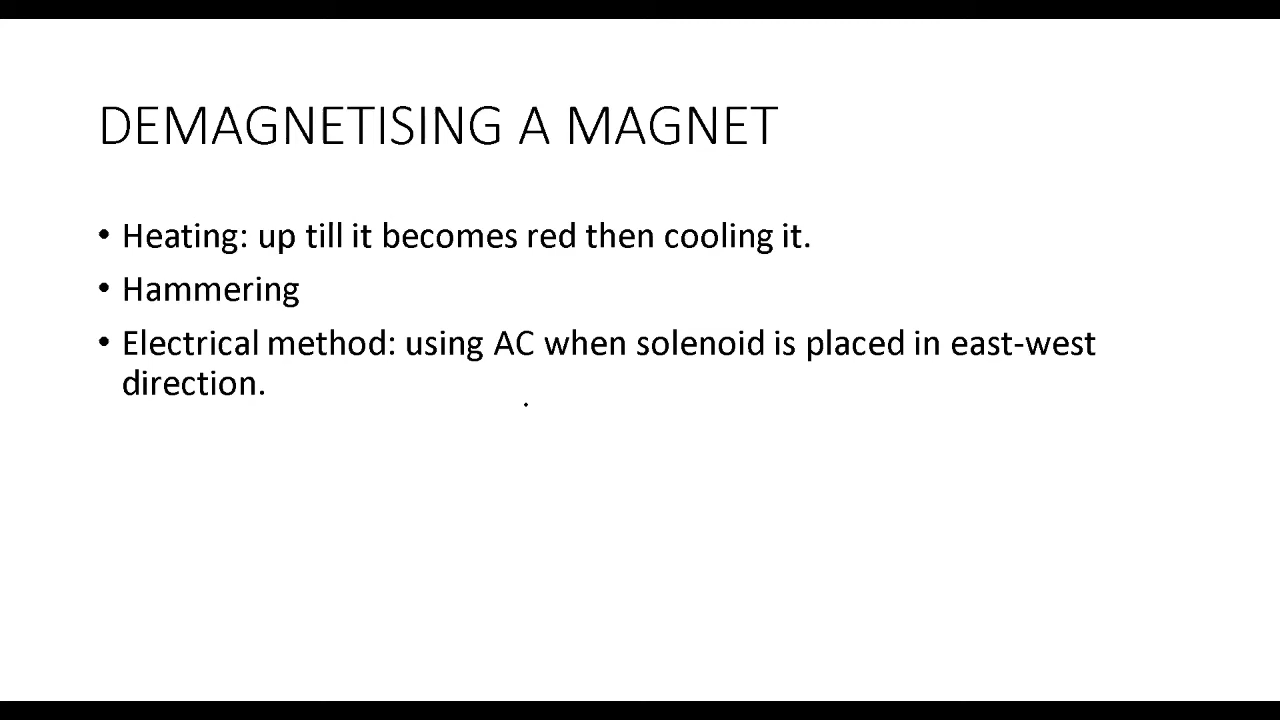 DEMAGNETISING A MAGNET
• Heating: up till it becomes red then cooling it.
• Hammering
• Electrical method: using AC when solenoid is placed in east-west
direction.